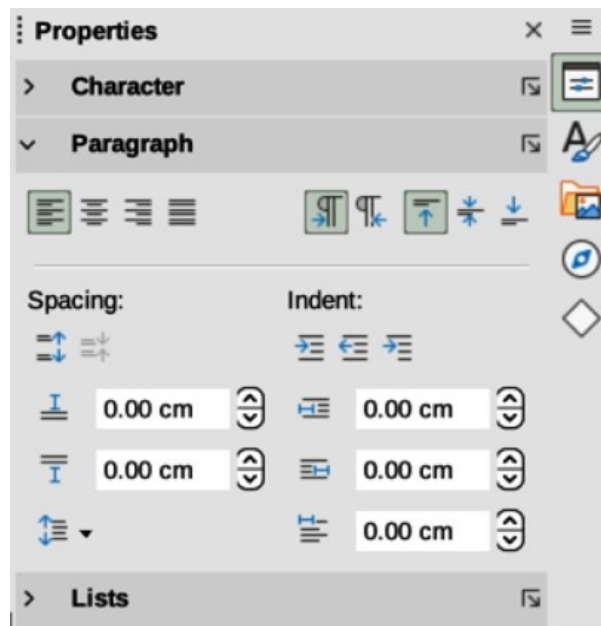 Properties
Character
Paragraph
Spacing: Indent:
0.00 cm 0.00 cm
0.00 cm 0.00 cm
0.00 cm
Lists